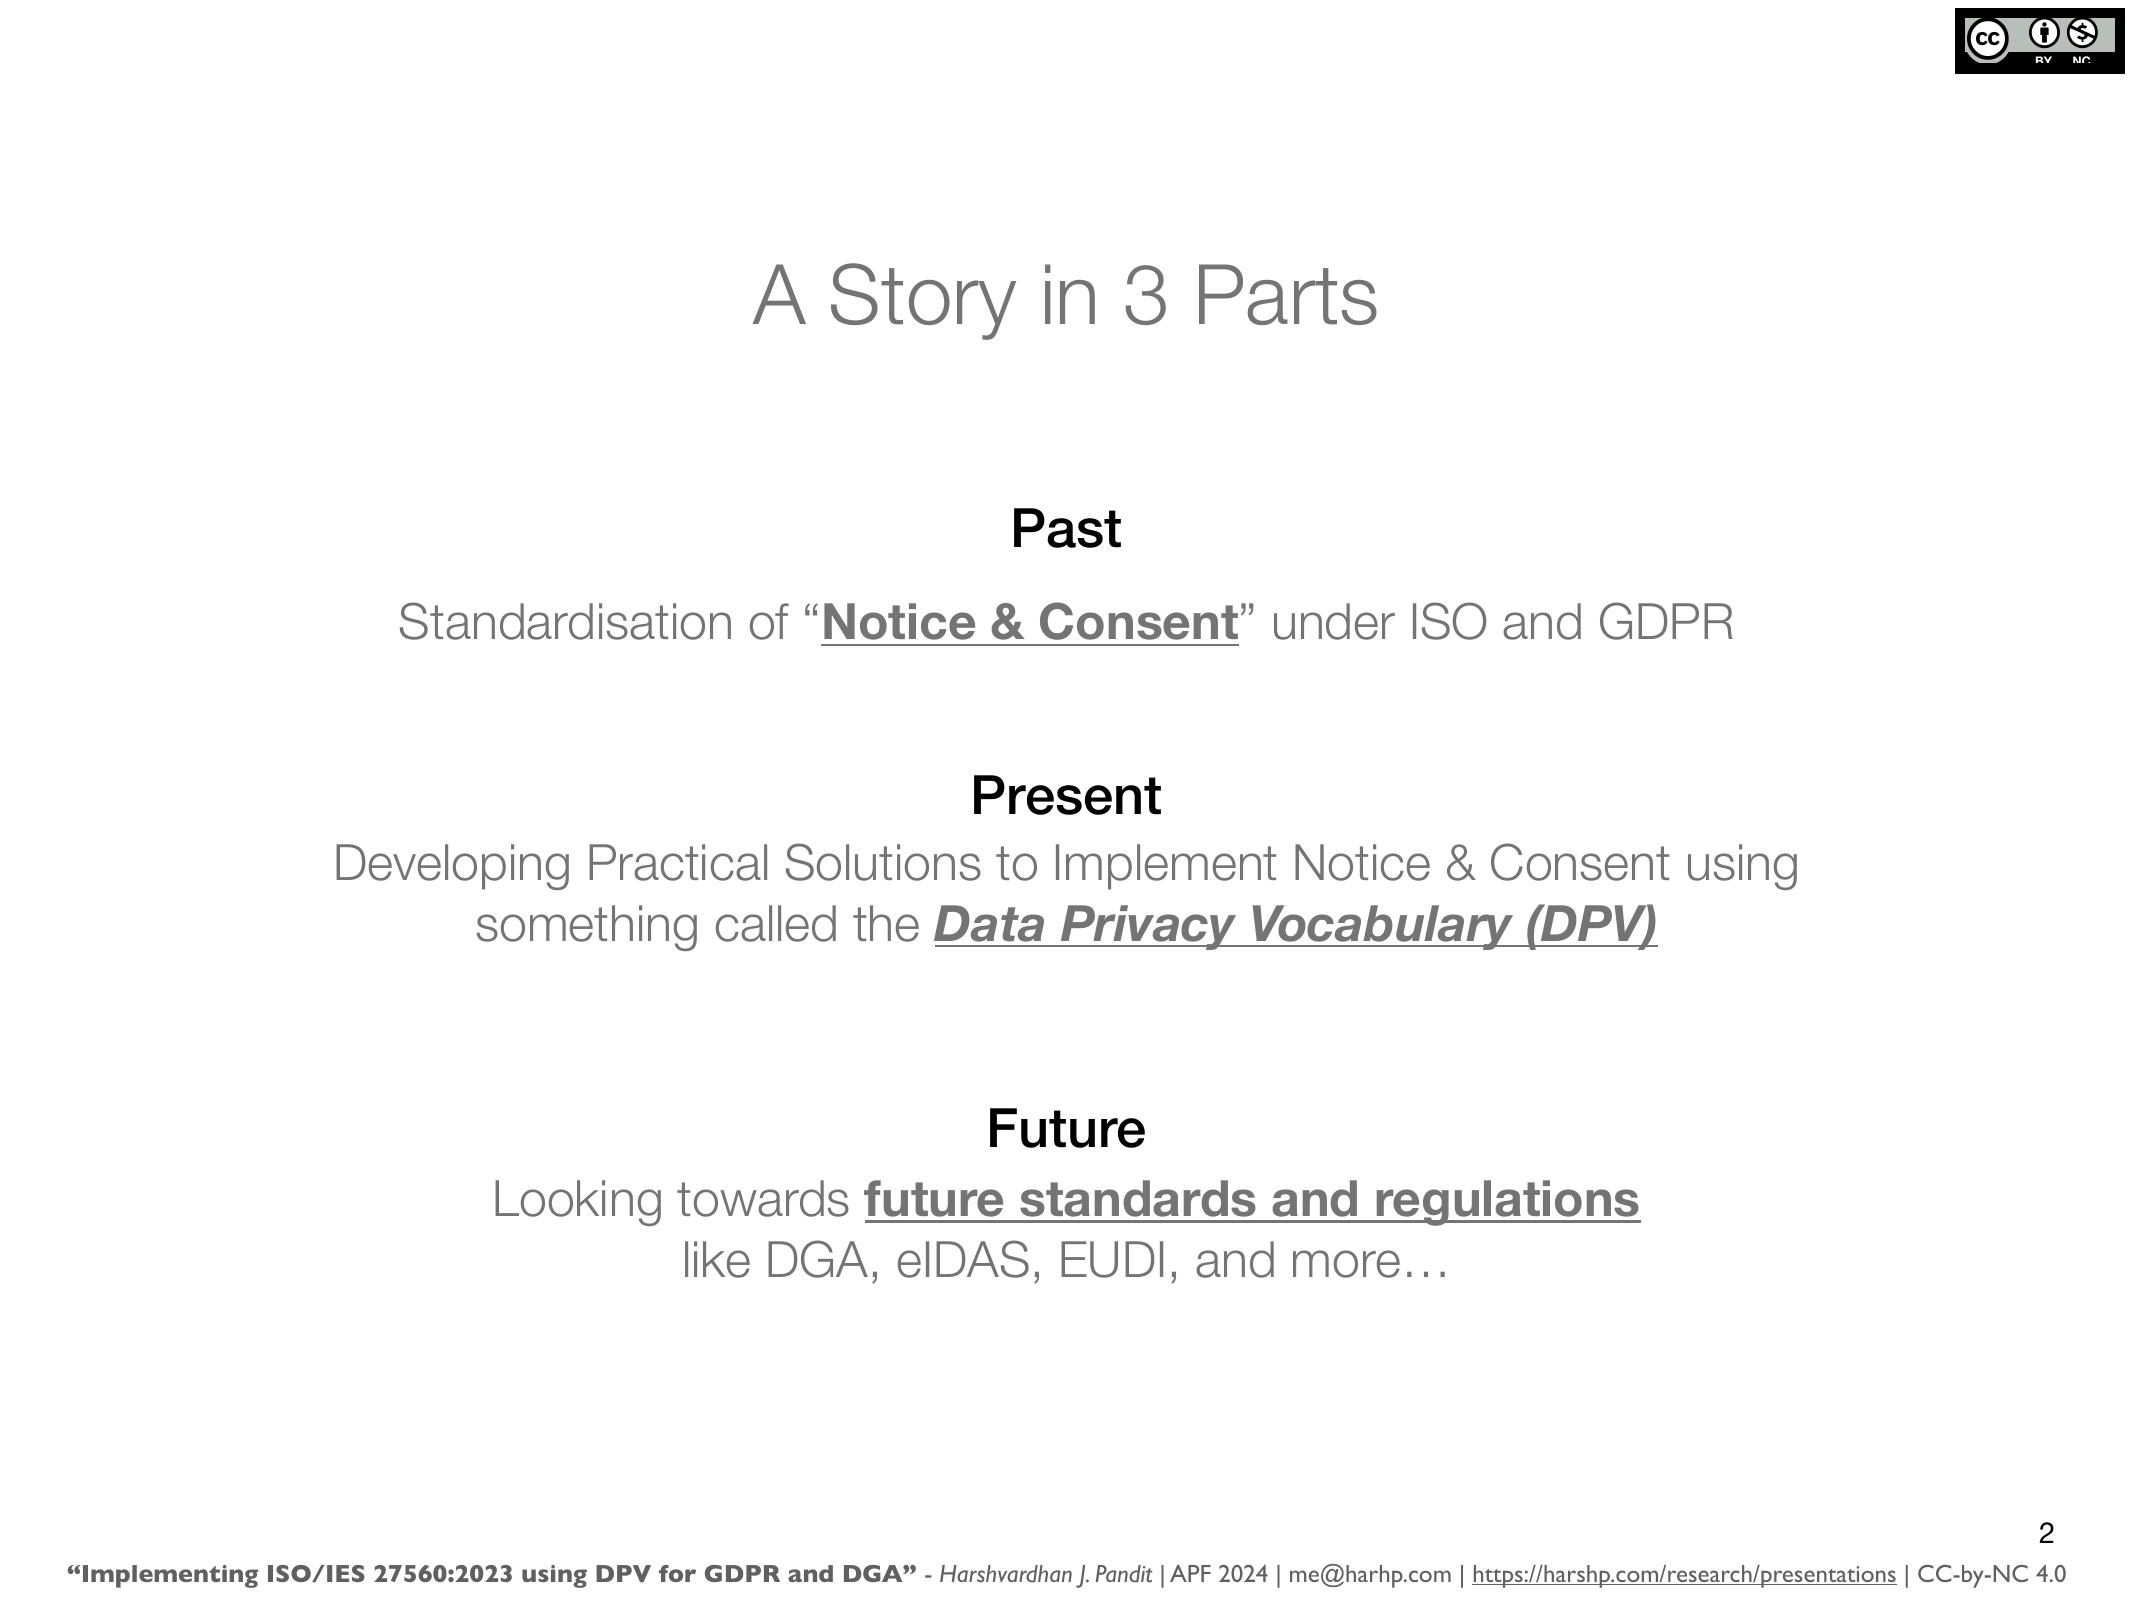 cc
BY NC
A Story in 3 Parts
Past
Standardisation of “Notice & Consent” under ISO and GDPR
Present
Developing Practical Solutions to Implement Notice & Consent using
something called the Data Privacy Vocabulary (DPV)
Future
Looking towards future standards and regulations
like DGA, eIDAS, EUDI, and more…
2
“Implementing ISO/IES 27560:2023 using DPV for GDPR and DGA” - Harshvardhan J. Pandit | APF 2024 | me@harhp.com | https://harshp.com/research/presentations | CC-by-NC 4.0